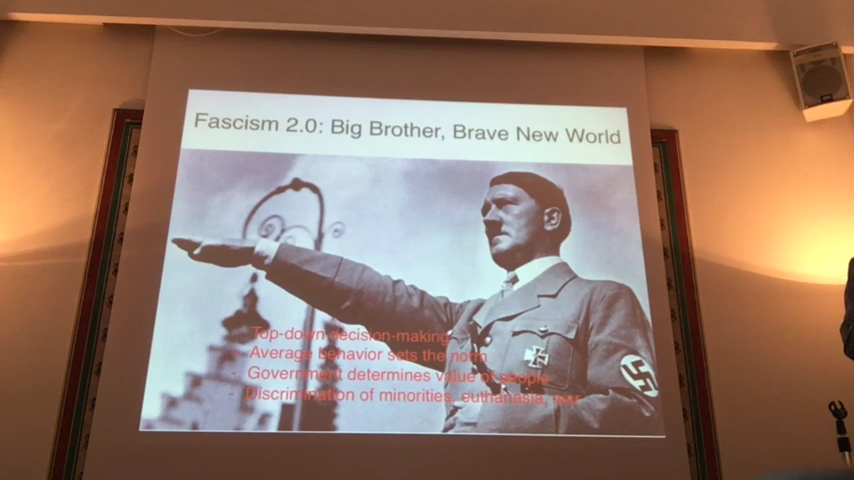 Fascism 2.0: Big Brother, Brave New World
- Top-down decision-making
- Average behavior sets the norm
- Government determines value of people
- Discrimination of minorities, euthanasia, war